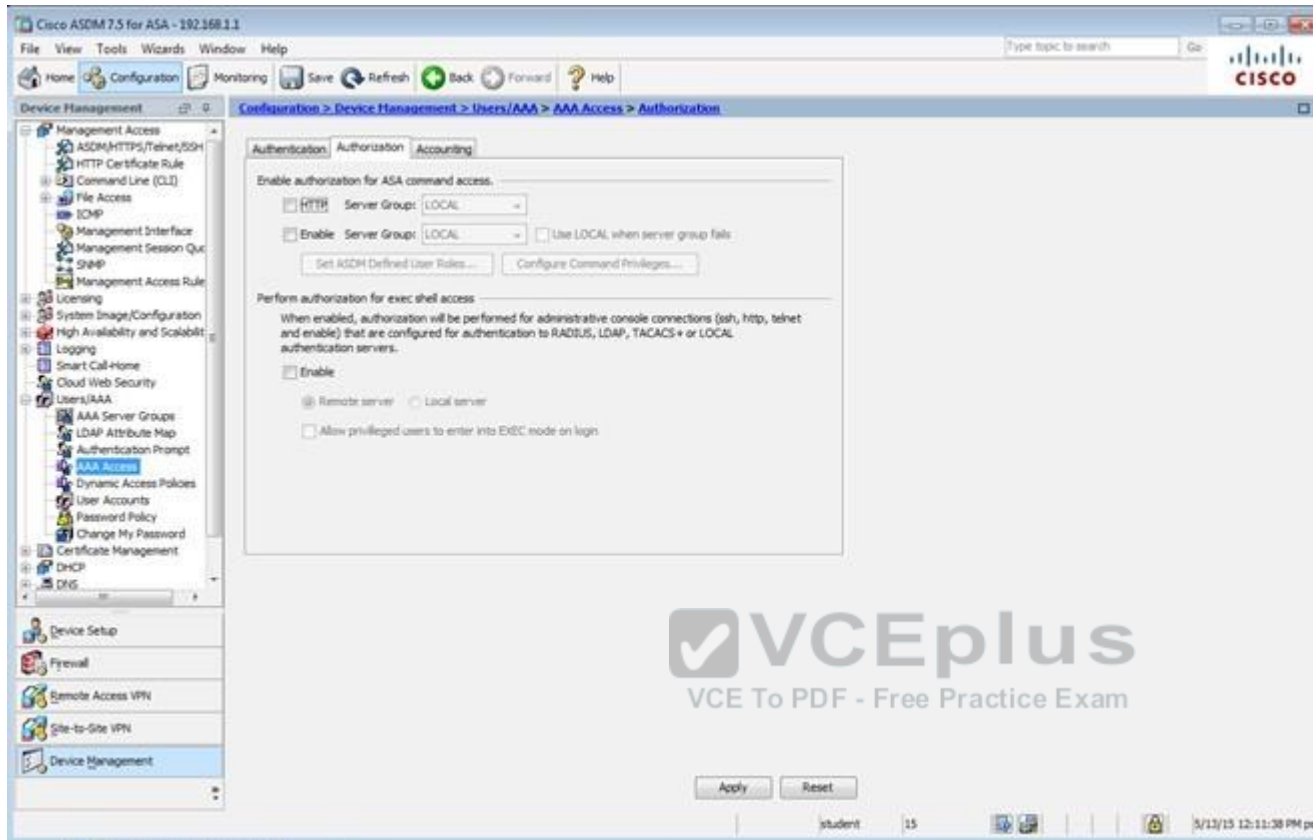 Cisco ASDM 7.5 for ASA - 192.168.1.1
File View Tools Wizards Window Help
Type topic to search Go
Home Configuration Monitoring Save Refresh Back Forward Help
CISCO
Device Management
Configuration > Device Management > Users/AAA > AAA Access > Authorization
Management Access
ASDM/HTTPS/Telnet/SSH
HTTP Certificate Rule
Command Line (CLI)
File Access
ICMP
Management Interface
Management Session Quo
SNMP
Management Access Rule
Licensing
System Image/Configuration
High Availability and Scalabilit
Logging
Smart Call-Home
Cloud Web Security
Users/AAA
AAA Server Groups
LDAP Attribute Map
Authentication Prompt
AAA Access
Dynamic Access Policies
User Accounts
Password Policy
Change My Password
Certificate Management
DHCP
DNS
Device Setup
Firewall
Remote Access VPN
Site-to-Site VPN
Device Management
Authentication Authorization Accounting
Enable authorization for ASA command access.
HTTP Server Group: LOCAL
Enable Server Group: LOCAL Use LOCAL when server group fails
Set ASDM Defined User Roles... Configure Command Privileges...
Perform authorization for exec shell access
When enabled, authorization will be performed for administrative console connections (ssh, http, telnet
and enable) that are configured for authentication to RADIUS, LDAP, TACACS+ or LOCAL
authentication servers.
Enable
Remote server Local server
Allow privileged users to enter into EXEC mode on login
VCEplus
VCE To PDF - Free Practice Exam
Apply Reset
student 15 5/13/15 12:11:38 PM p